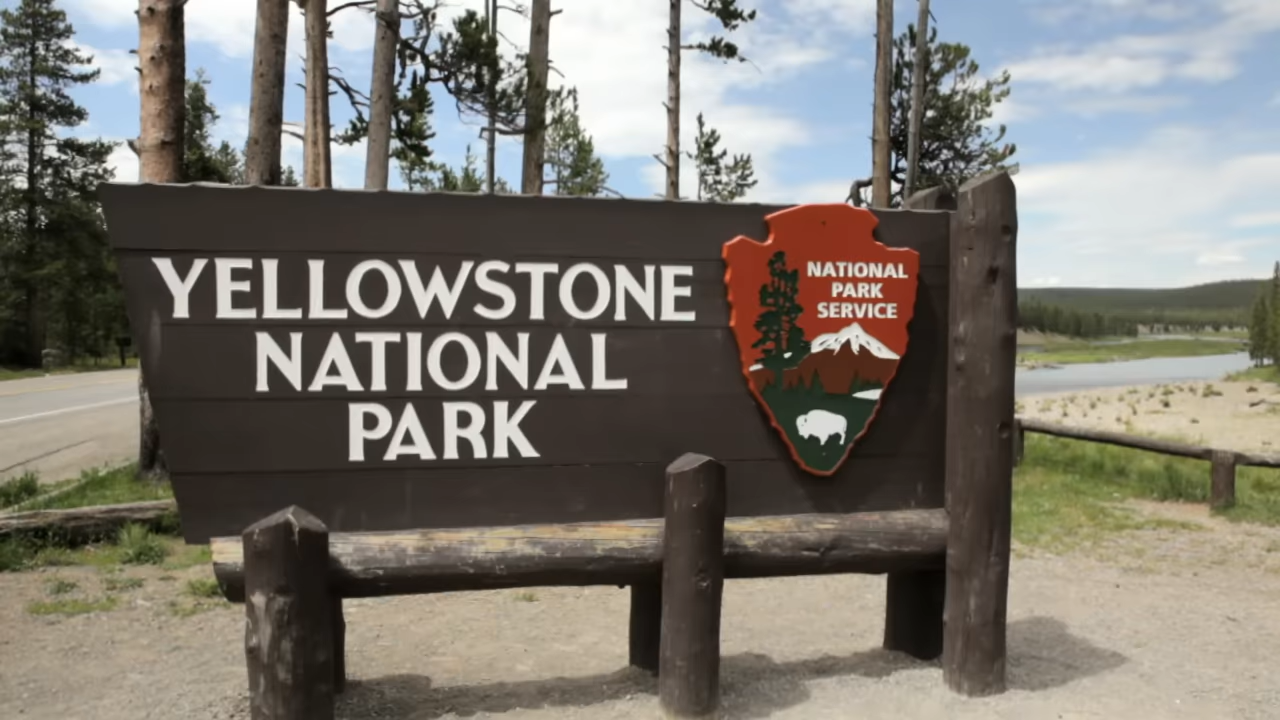 YELLOWSTONE
NATIONAL
PARK
NATIONAL
PARK
SERVICE